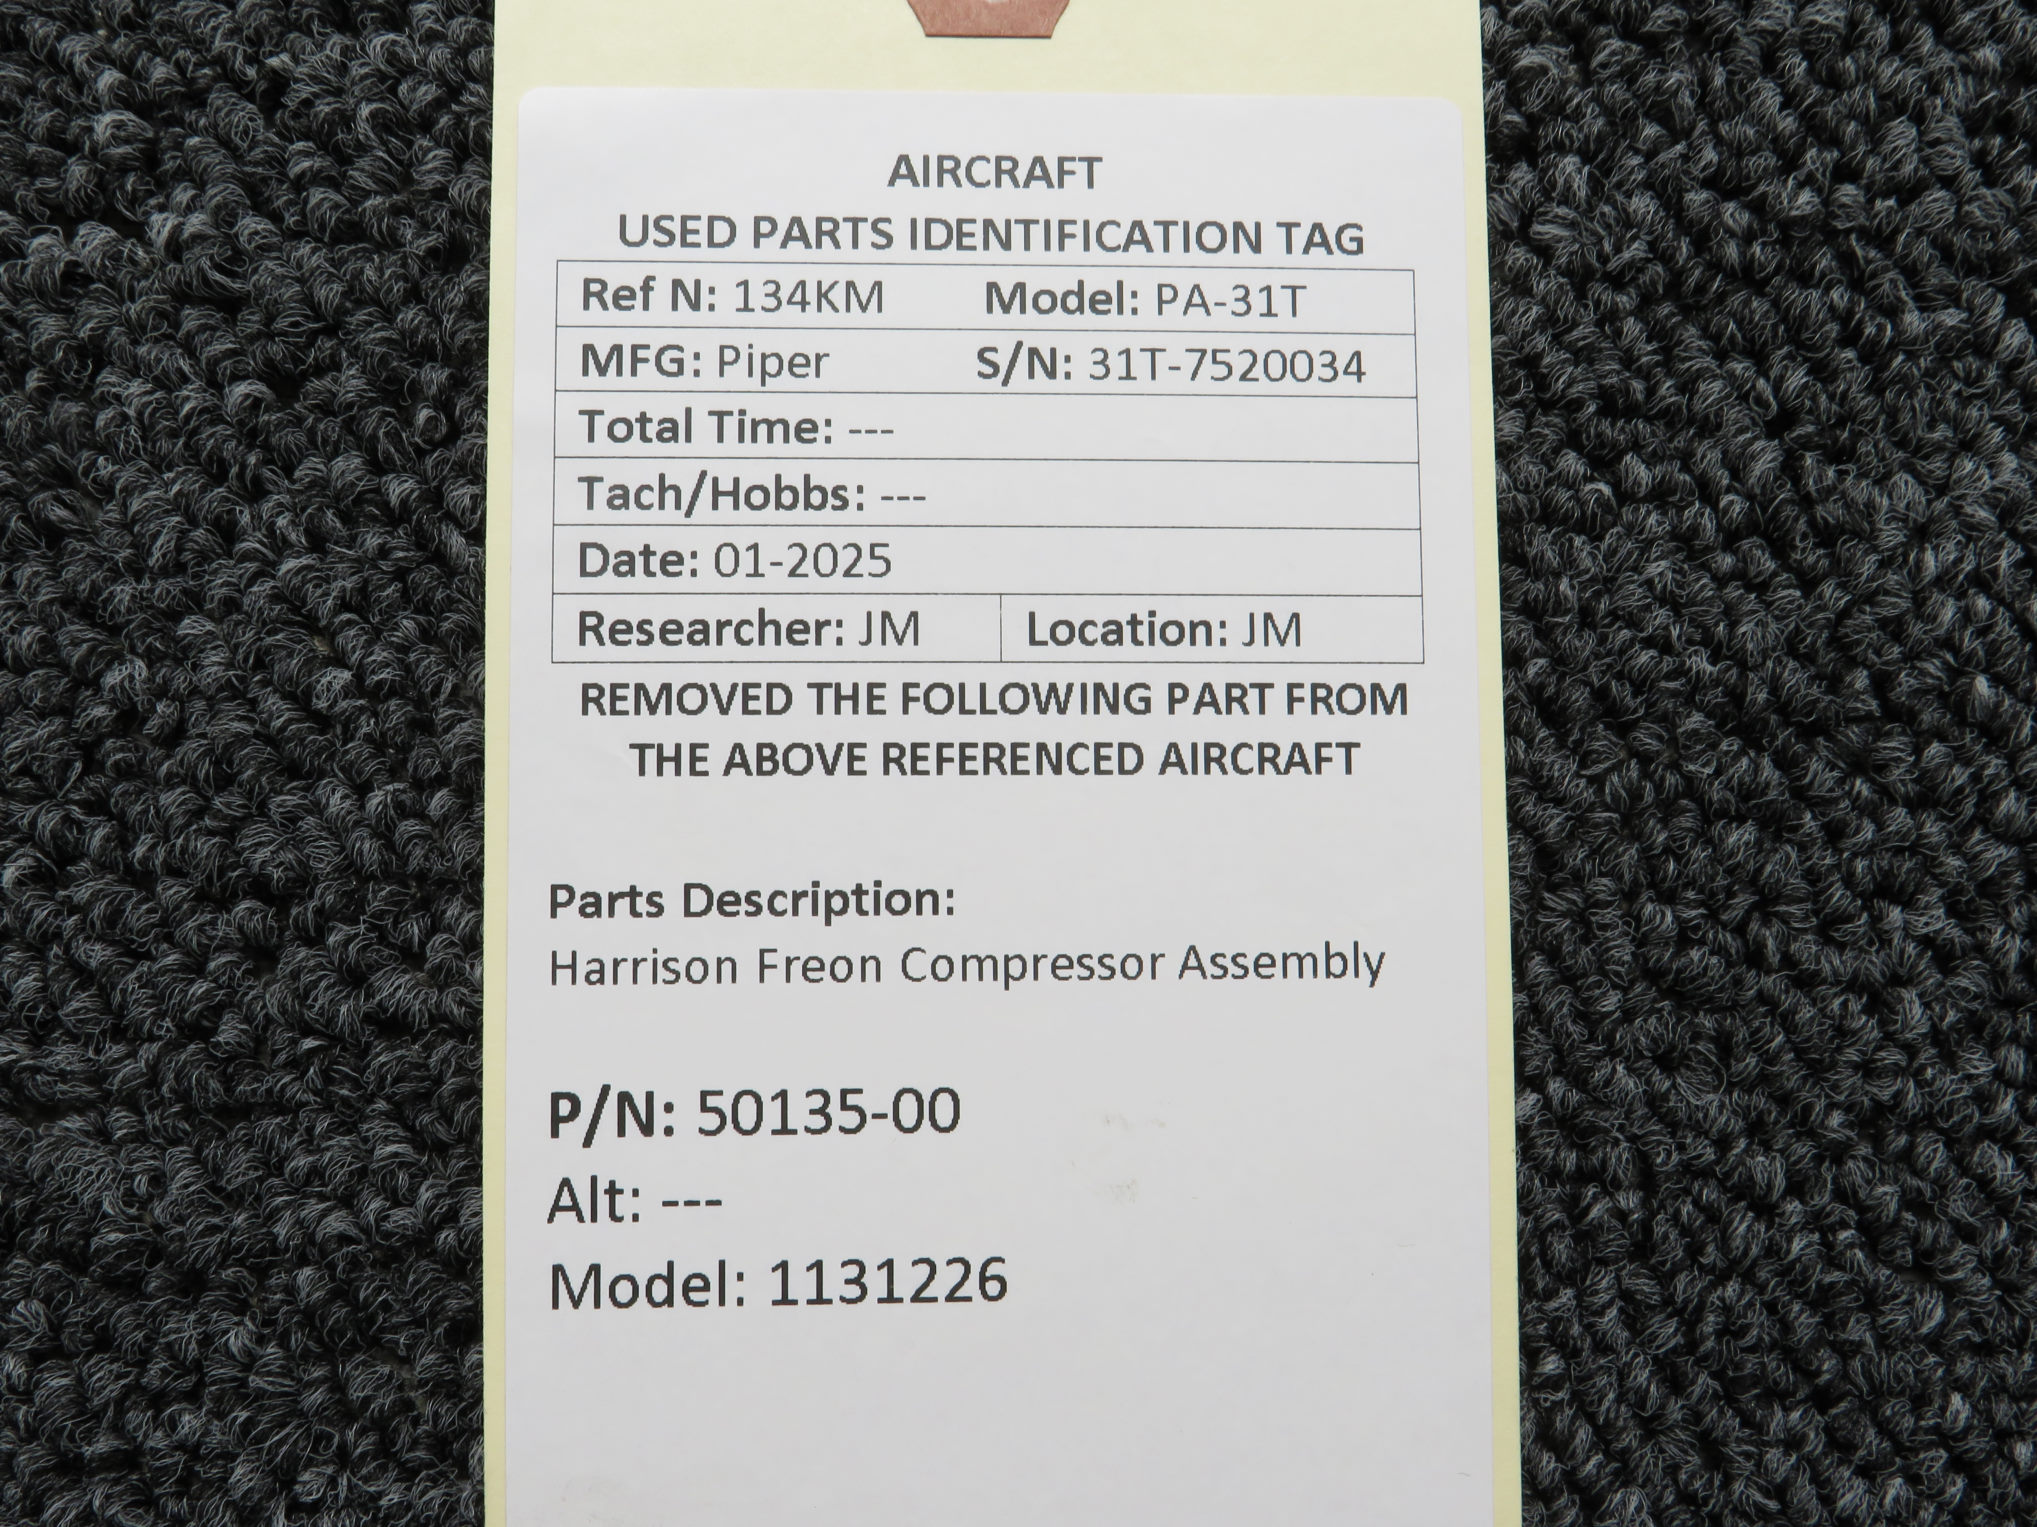 AIRCRAFT
USED PARTS IDENTIFICATION TAG
Ref N: 134KM Model: PA-31T
MFG: Piper S/N: 31T-7520034
Total Time: ---
Tach/Hobbs: ---
Date: 01-2025
Researcher: JM Location: JM
REMOVED THE FOLLOWING PART FROM
THE ABOVE REFERENCED AIRCRAFT
Parts Description:
Harrison Freon Compressor Assembly
P/N: 50135-00
Alt: ---
Model: 1131226